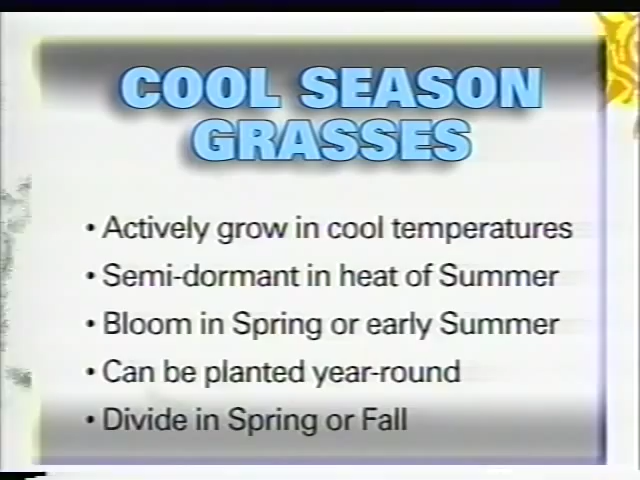 COOL SEASON
GRASSES
• Actively grow in cool temperatures
• Semi-dormant in heat of Summer
• Bloom in Spring or early Summer
• Can be planted year-round
• Divide in Spring or Fall